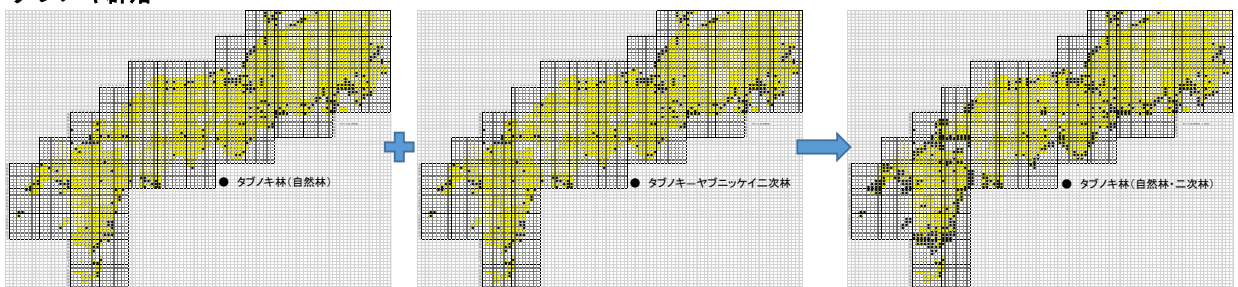 ● タブノキ林(自然林)
● タブノキーヤブニッケイ二次林
● タブノキ林(自然林・二次林)